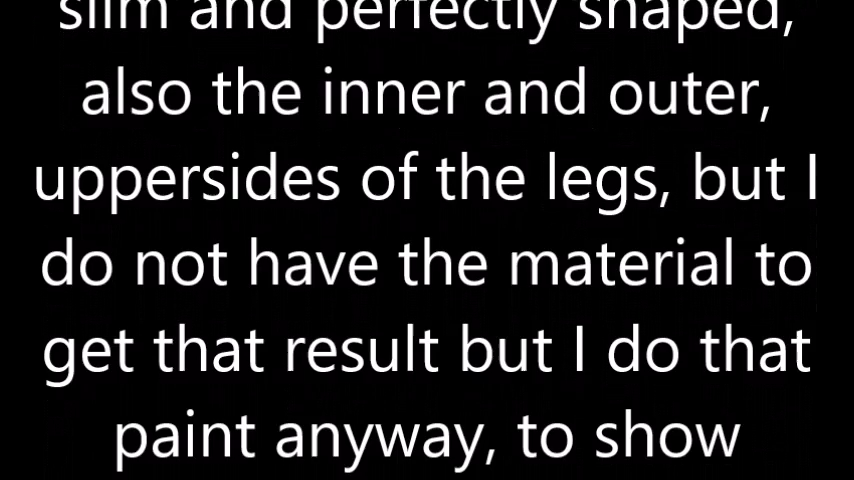 slim and perfectly shaped,
also the inner and outer,
uppersides of the legs, but I
do not have the material to
get that result but I do that
paint anyway, to show